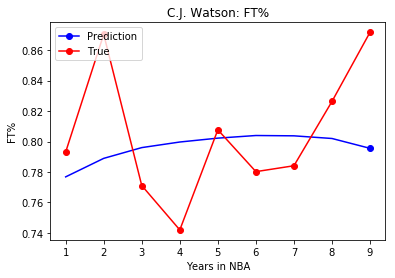 C.J. Watson: FT%
Prediction
True
FT%
0.86
0.84
0.82
0.80
0.78
0.76
0.74
1 2 3 4 5 6 7 8 9
Years in NBA